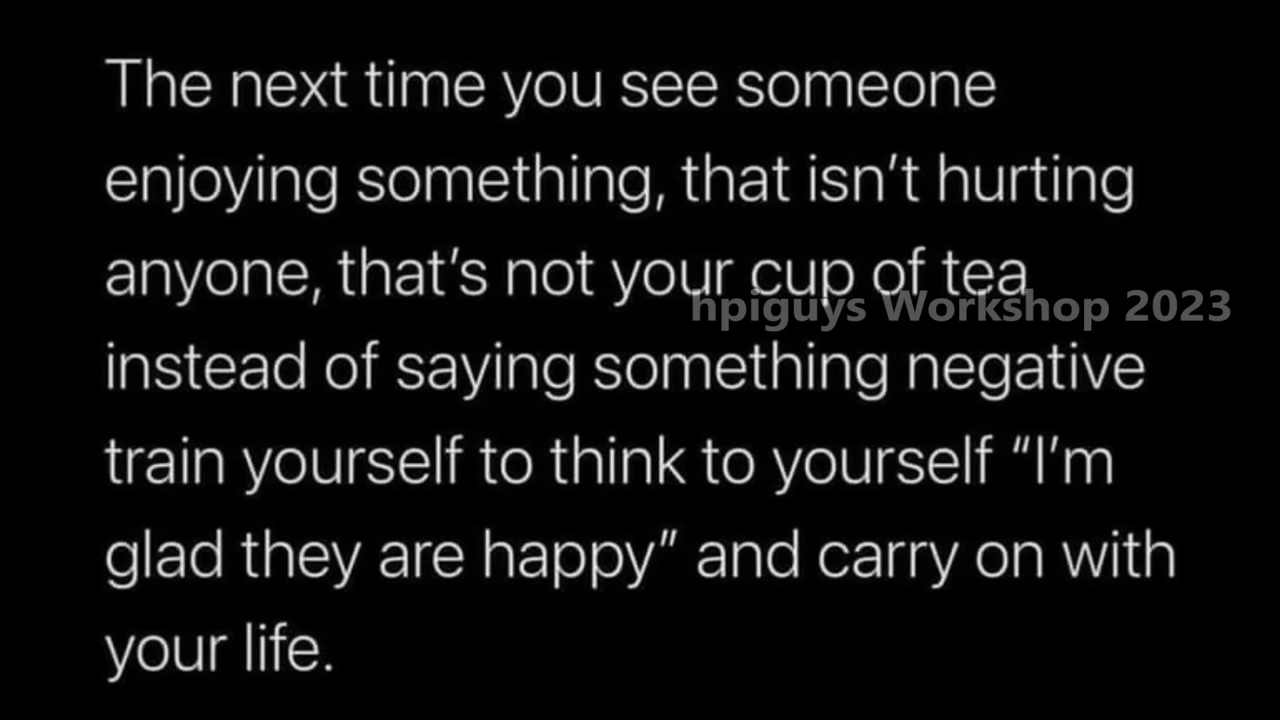 The next time you see someone
enjoying something, that isn’t hurting
anyone, that’s not your cup of tea
hpiguys Workshop 2023
instead of saying something negative
train yourself to think to yourself “I’m
glad they are happy” and carry on with
your life.